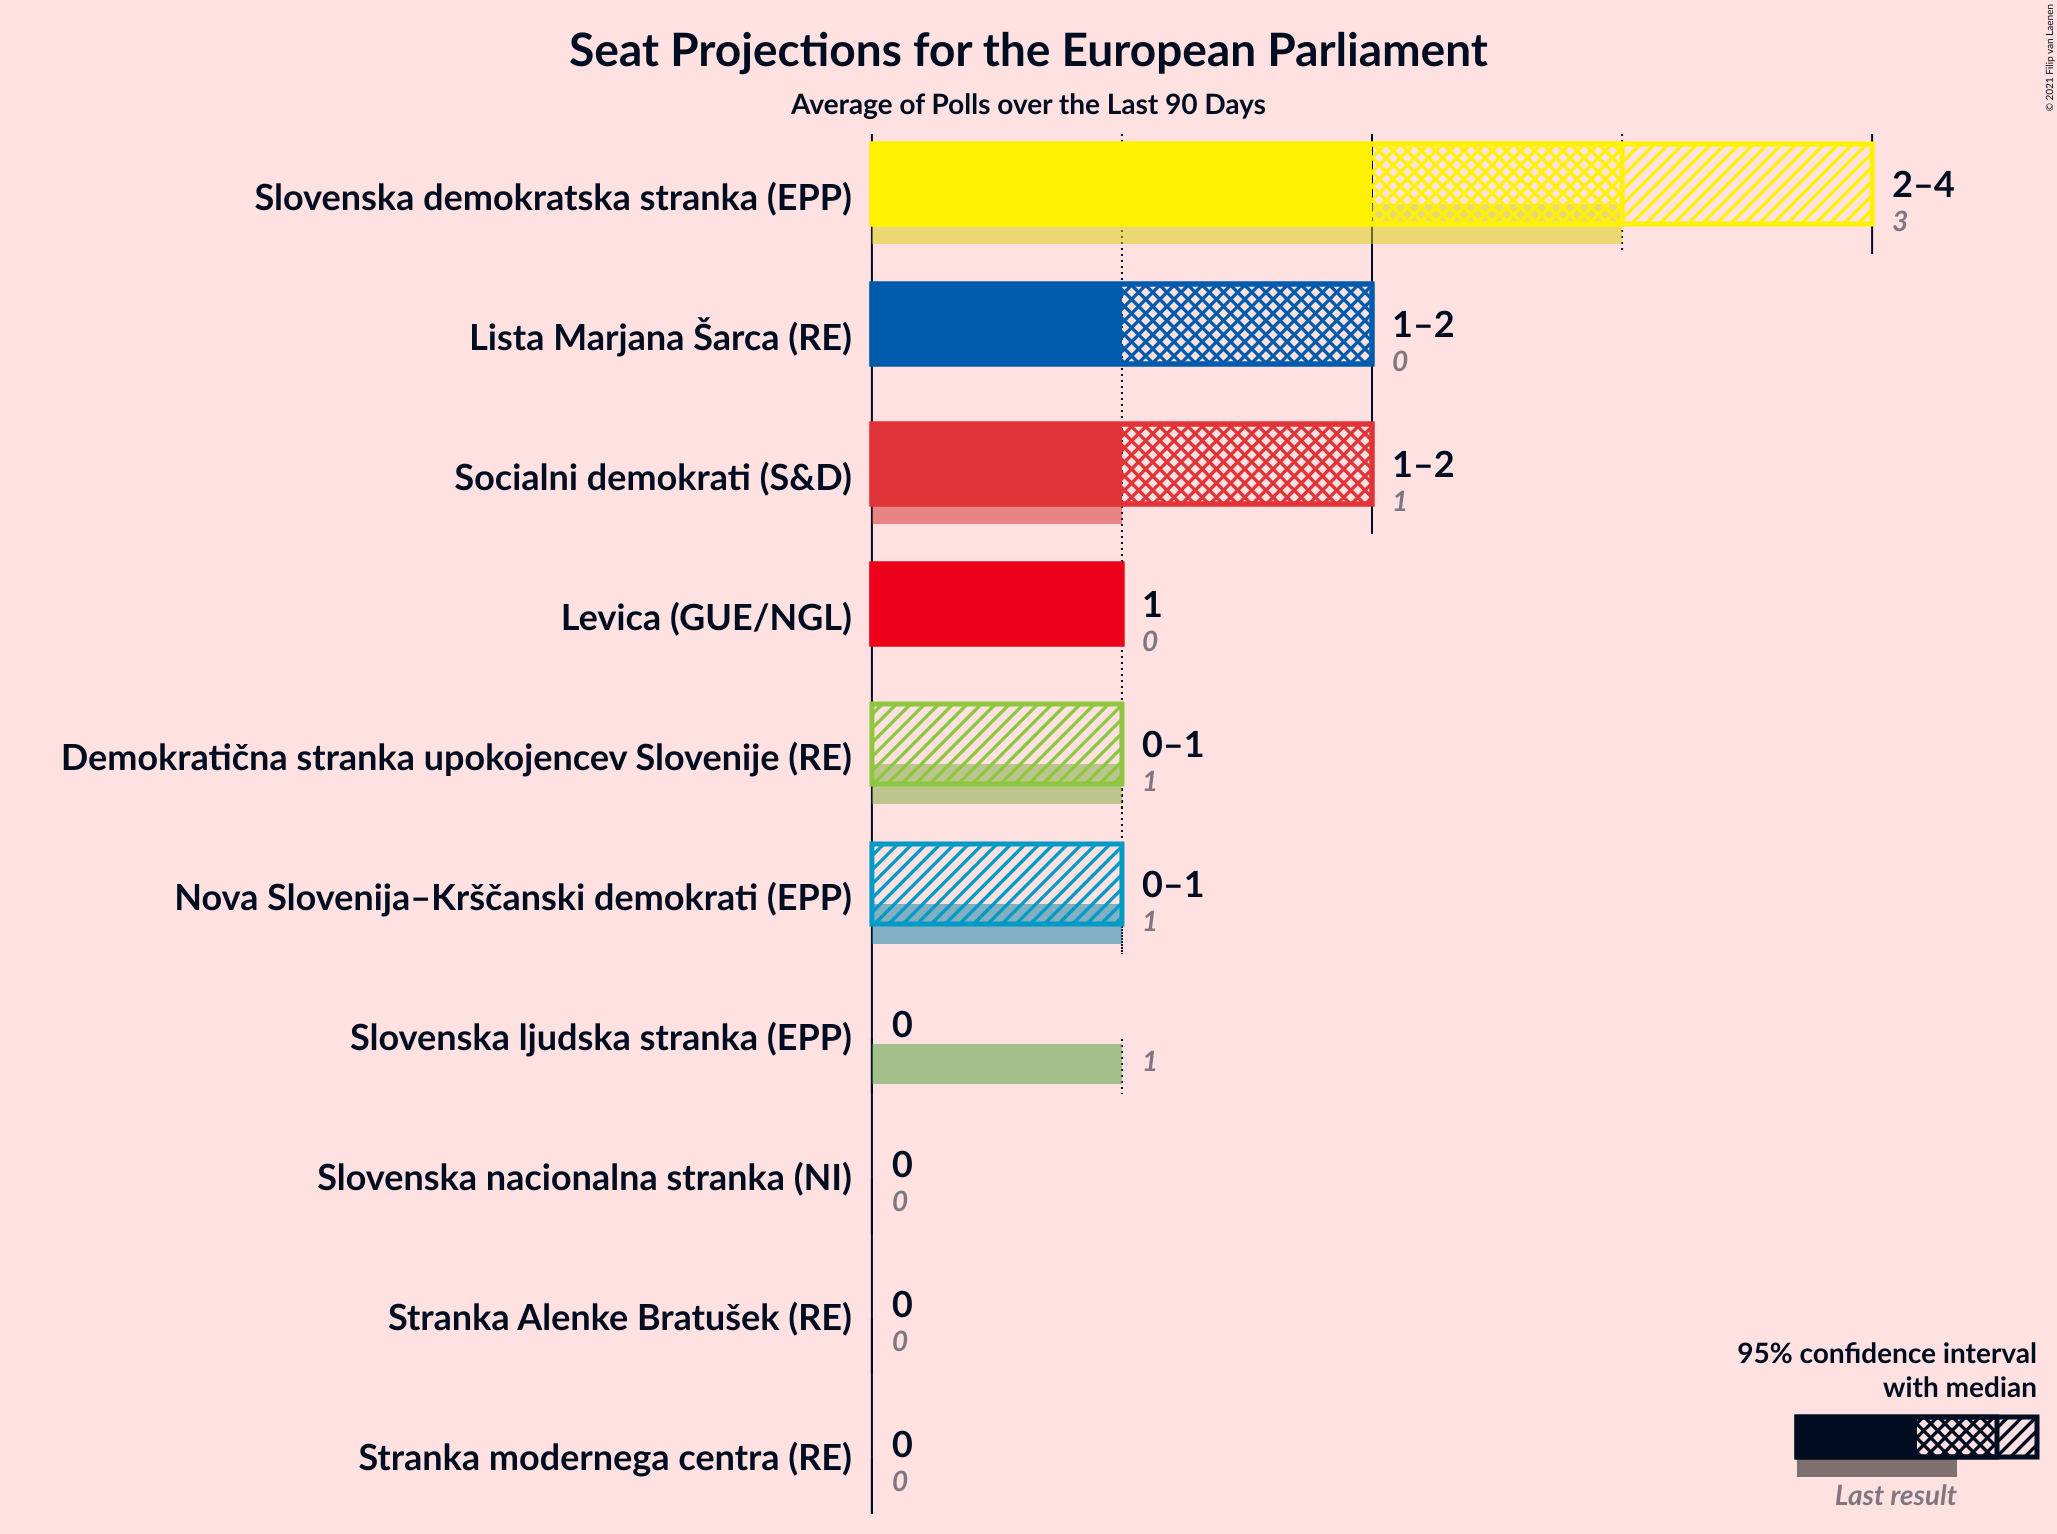 Seat Projections for the European Parliament
Average of Polls over the Last 90 Days
© 2021 Filip van Laenen
Slovenska demokratska stranka (EPP)
2–4
3
Lista Marjana Šarca (RE)
1–2
0
Socialni demokrati (S&D)
1–2
1
Levica (GUE/NGL)
1
0
Demokratična stranka upokojencev Slovenije (RE)
0–1
1
Nova Slovenija–Krščanski demokrati (EPP)
0–1
1
Slovenska ljudska stranka (EPP)
0
1
Slovenska nacionalna stranka (NI)
0
0
Stranka Alenke Bratušek (RE)
0
0
Stranka modernega centra (RE)
0
0
95% confidence interval
with median
Last result